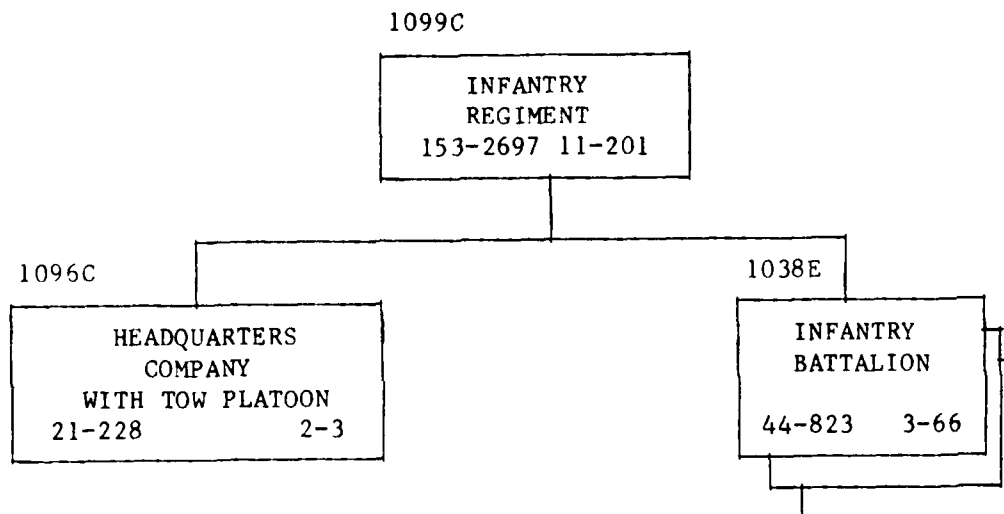 1099C
INFANTRY
REGIMENT
153-2697 11-201
1096C
HEADQUARTERS
COMPANY
WITH TOW PLATOON
21-228 2-3
1038E
INFANTRY
BATTALION
44-823 3-66